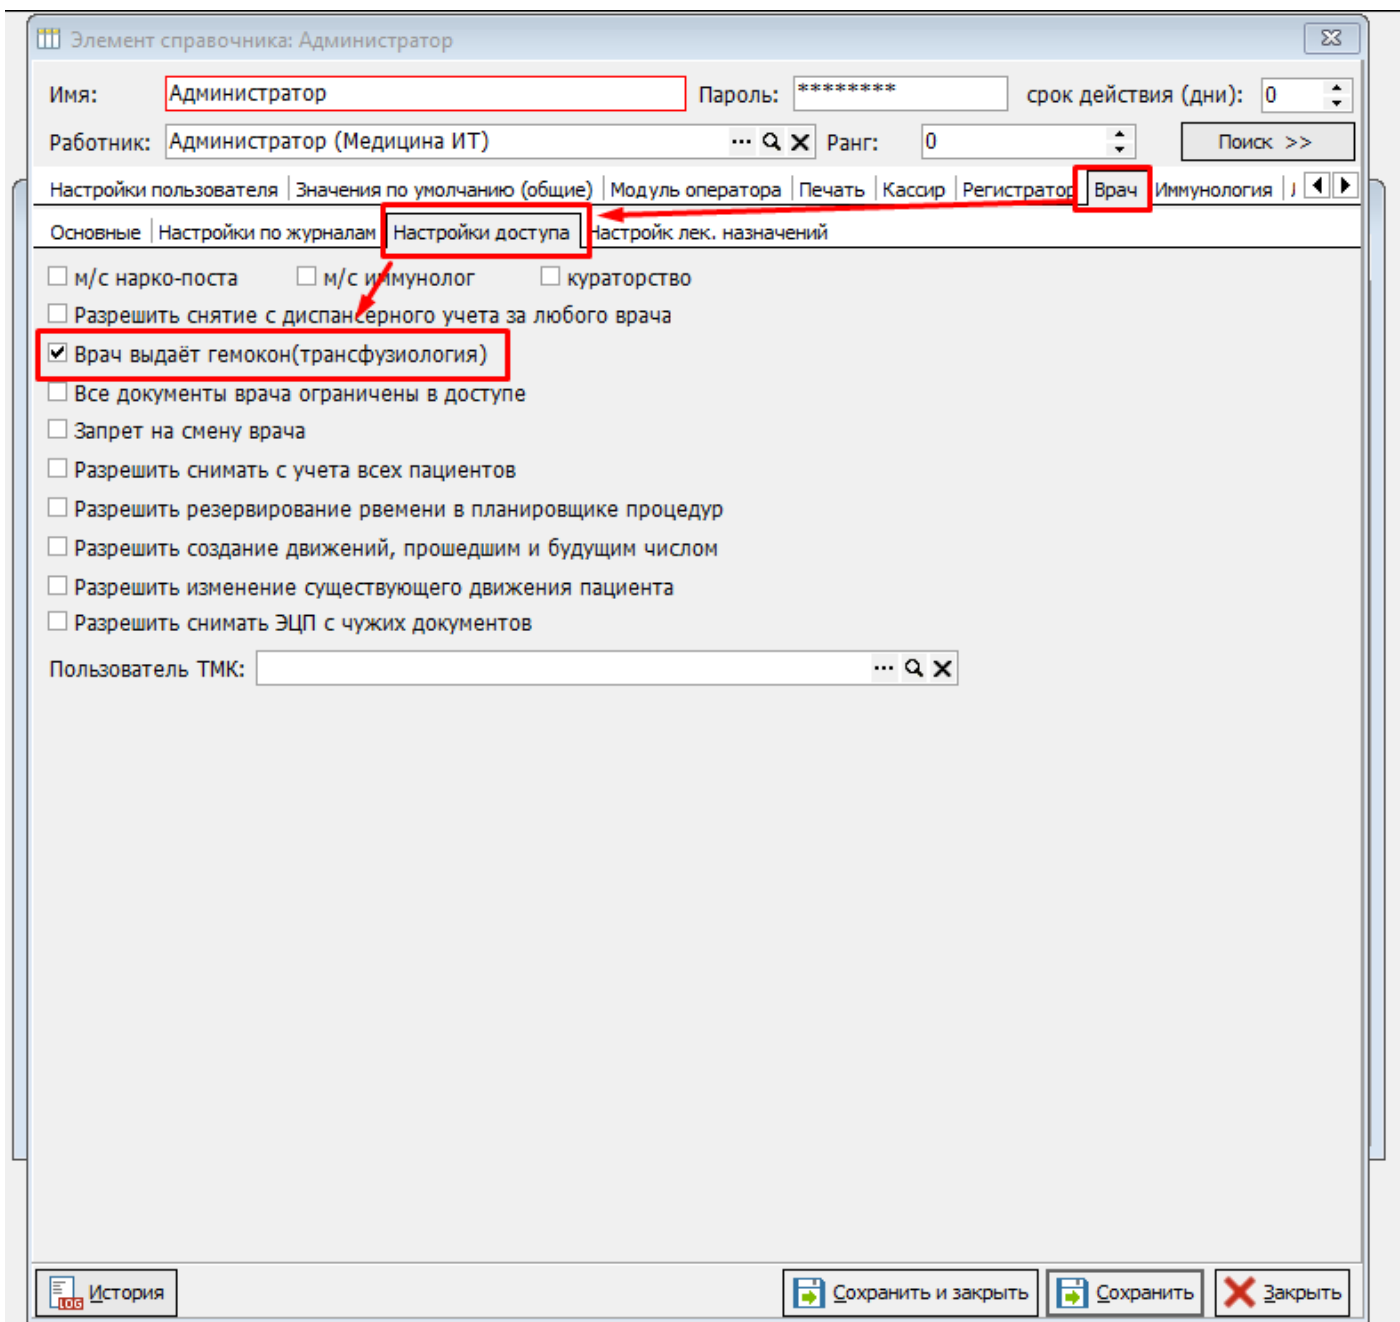 Элемент справочника: Администратор
Имя: Администратор Пароль: ******** срок действия (дни): 0
Работник: Администратор (Медицина ИТ) ... Ранг: 0 Поиск >>
Настройки пользователя Значения по умолчанию (общие) Модуль оператора Печать Кассир Регистратор Врач Иммунология
Основные Настройки по журналам Настройки доступа Настройк лек. назначений
м/с нарко-поста м/с иммунолог кураторство
Разрешить снятие с диспансерного учета за любого врача
Врач выдаёт гемокон(трансфузиология)
Все документы врача ограничены в доступе
Запрет на смену врача
Разрешить снимать с учета всех пациентов
Разрешить резервирование рвемени в планировщике процедур
Разрешить создание движений, прошедшим и будущим числом
Разрешить изменение существующего движения пациента
Разрешить снимать ЭЦП с чужих документов
Пользователь ТМК: ...
LOG История Сохранить и закрыть Сохранить Закрыть